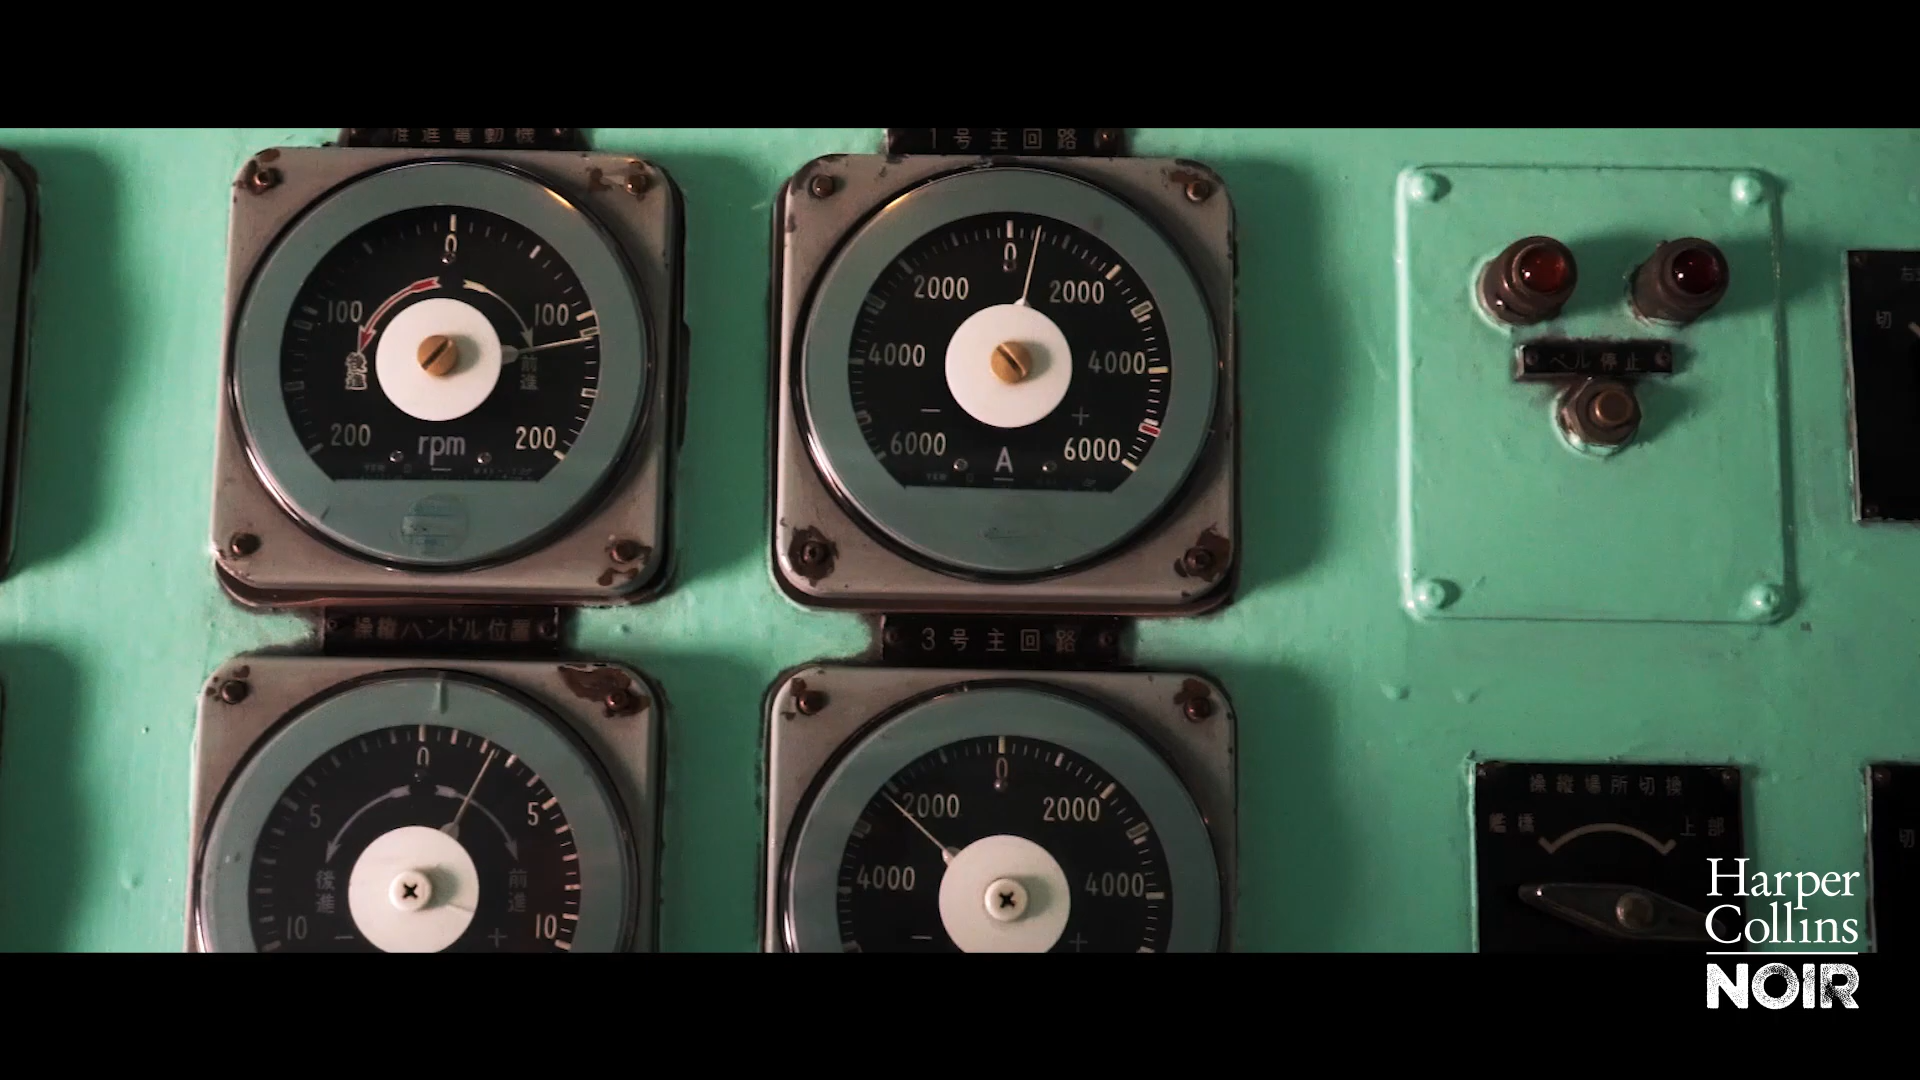 推進電動機
1号主回路
0
100 100
後進 前進
200 200
rpm
0
2000 2000
4000 4000
− +
6000 6000
A
ベル停止
切
操縦ハンドル位置
3号主回路
0
5 5
後進 前進
10 10
− +
0
2000 2000
4000 4000
− +
操縦場所切換
艦橋 上部
切
Harper
Collins
NOIR